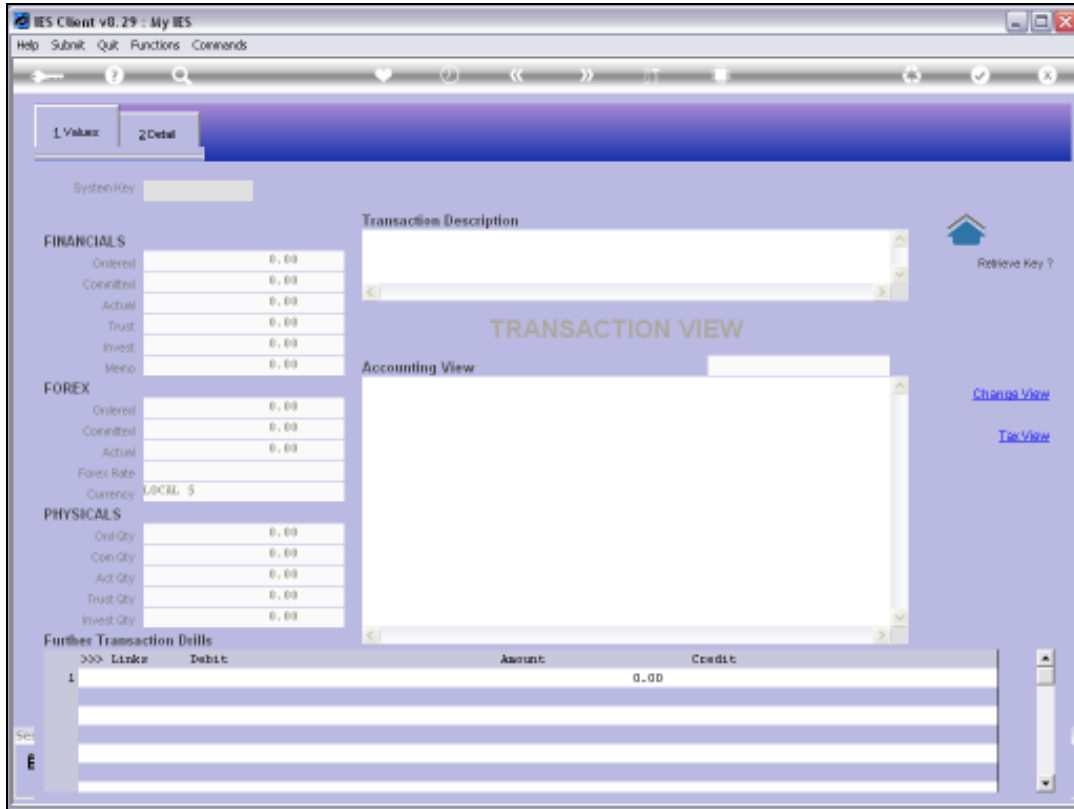 IES Client v8.29 : My IES
Help Submit Quit Functions Commands
1 Values 2 Detail
System Key
Transaction Description
FINANCIALS
Ordered 0.00
Committed 0.00
Actual 0.00
Trust 0.00
Invest 0.00
Memo 0.00
Retrieve Key ?
TRANSACTION VIEW
Accounting View
FOREX
Ordered 0.00
Committed 0.00
Actual 0.00
Forex Rate
Currency LOCAL $
Change View
Tax View
PHYSICALS
Ord Qty 0.00
Com Qty 0.00
Act Qty 0.00
Trust Qty 0.00
Invest Qty 0.00
Further Transaction Drills
>>> Links Debit Amount Credit
1 0.00